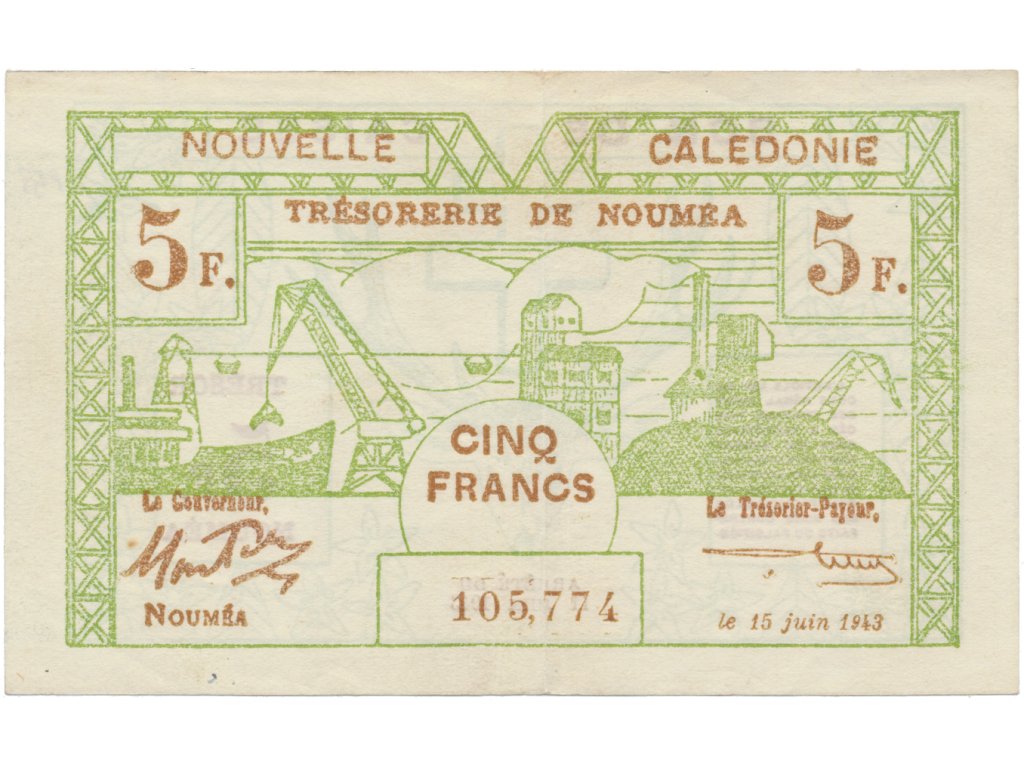 NOUVELLE CALEDONIE
TRÉSORERIE DE NOUMÉA
5 F. 5 F.
CINQ
FRANCS
Le Gouverneur, Le Trésorier-Payeur,
NOUMÉA
105,774
le 15 juin 1943